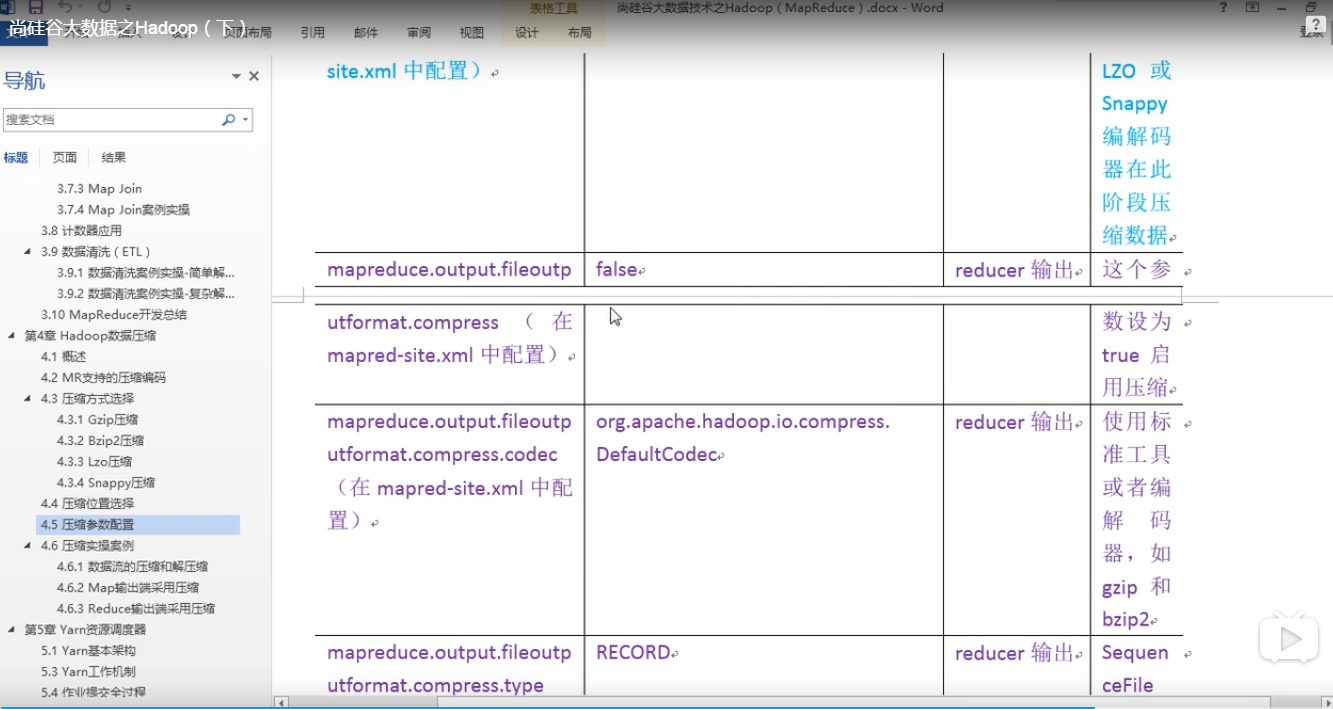 尚硅谷大数据之Hadoop（下）
表格工具
尚硅谷大数据技术之Hadoop（MapReduce）.docx - Word
页面布局
引用
邮件
审阅
视图
设计
布局
导航
搜索文档
标题
页面
结果
3.7.3 Map Join
3.7.4 Map Join案例实操
3.8 计数器应用
3.9 数据清洗（ETL）
3.9.1 数据清洗案例实操-简单解...
3.9.2 数据清洗案例实操-复杂解...
3.10 MapReduce开发总结
第4章 Hadoop数据压缩
4.1 概述
4.2 MR支持的压缩编码
4.3 压缩方式选择
4.3.1 Gzip压缩
4.3.2 Bzip2压缩
4.3.3 Lzo压缩
4.3.4 Snappy压缩
4.4 压缩位置选择
4.5 压缩参数配置
4.6 压缩实操案例
4.6.1 数据流的压缩和解压缩
4.6.2 Map输出端采用压缩
4.6.3 Reduce输出端采用压缩
第5章 Yarn资源调度器
5.1 Yarn基本架构
5.3 Yarn工作机制
5.4 作业提交全过程
site.xml 中配置）
LZO 或
Snappy
编解码
器在此
阶段压
缩数据
mapreduce.output.fileoutp
false
reducer 输出
这个参
utformat.compress （ 在
mapred-site.xml 中配置）
数设为
true 启
用压缩
mapreduce.output.fileoutp
utformat.compress.codec
（在 mapred-site.xml 中配
置）
org.apache.hadoop.io.compress.
DefaultCodec
reducer 输出
使用标
准工具
或者编
解 码
器，如
gzip 和
bzip2
mapreduce.output.fileoutp
utformat.compress.type
RECORD
reducer 输出
Sequen
ceFile